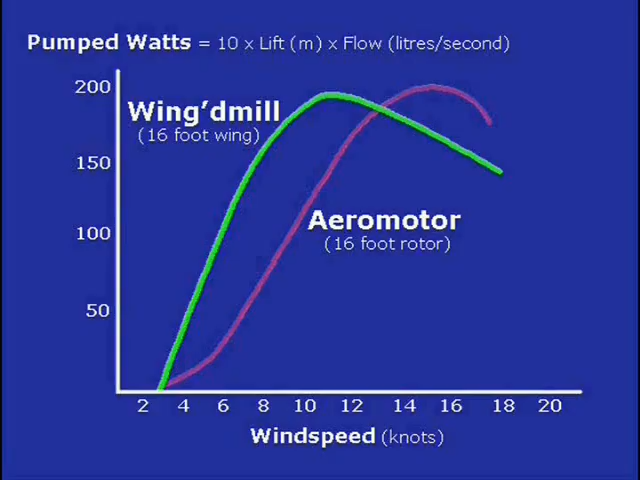 Pumped Watts = 10 x Lift (m) x Flow (litres/second)
200
Wing'dmill
(16 foot wing)
150
Aeromotor
(16 foot rotor)
100
50
2 4 6 8 10 12 14 16 18 20
Windspeed (knots)